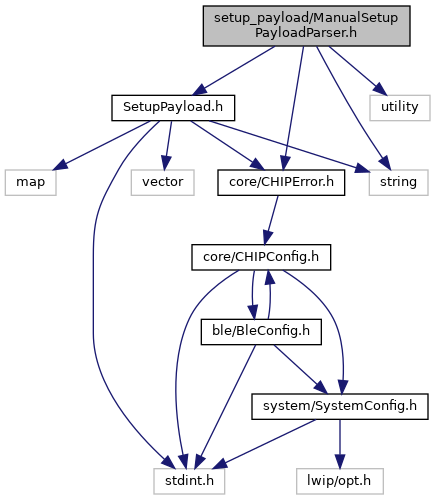 setup_payload/ManualSetup
PayloadParser.h
SetupPayload.h
utility
map
vector
core/CHIPError.h
string
core/CHIPConfig.h
ble/BleConfig.h
system/SystemConfig.h
stdint.h
lwip/opt.h